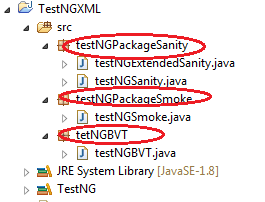 TestNGXML
src
testNGPackageSanity
testNGExtendedSanity.java
testNGSanity.java
testNGPackageSmoke
testNGSmoke.java
tetNGBVT
testNGBVT.java
JRE System Library [JavaSE-1.8]
TestNG